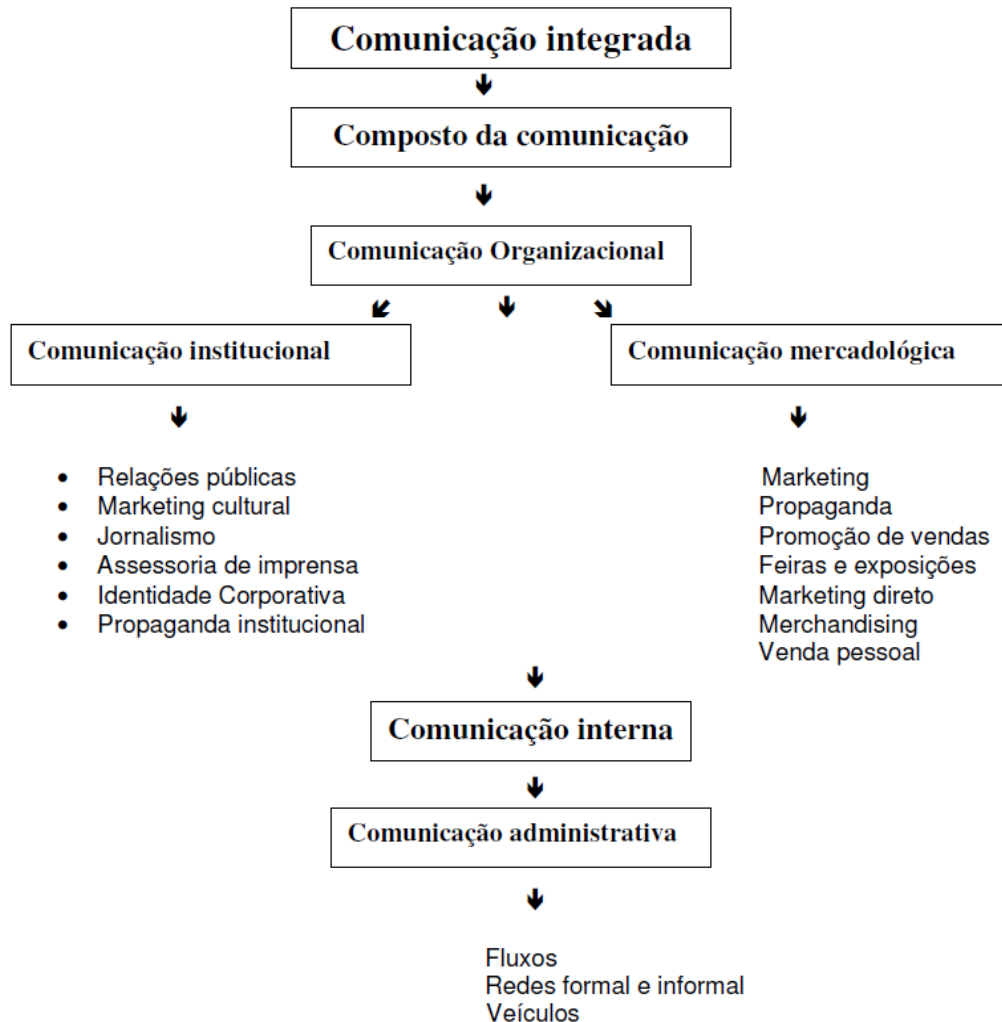 Comunicação integrada
Composto da comunicação
Comunicação Organizacional
Comunicação institucional
Comunicação mercadológica
• Relações públicas
• Marketing cultural
• Jornalismo
• Assessoria de imprensa
• Identidade Corporativa
• Propaganda institucional
Marketing
Propaganda
Promoção de vendas
Feiras e exposições
Marketing direto
Merchandising
Venda pessoal
Comunicação interna
Comunicação administrativa
Fluxos
Redes formal e informal
Veículos